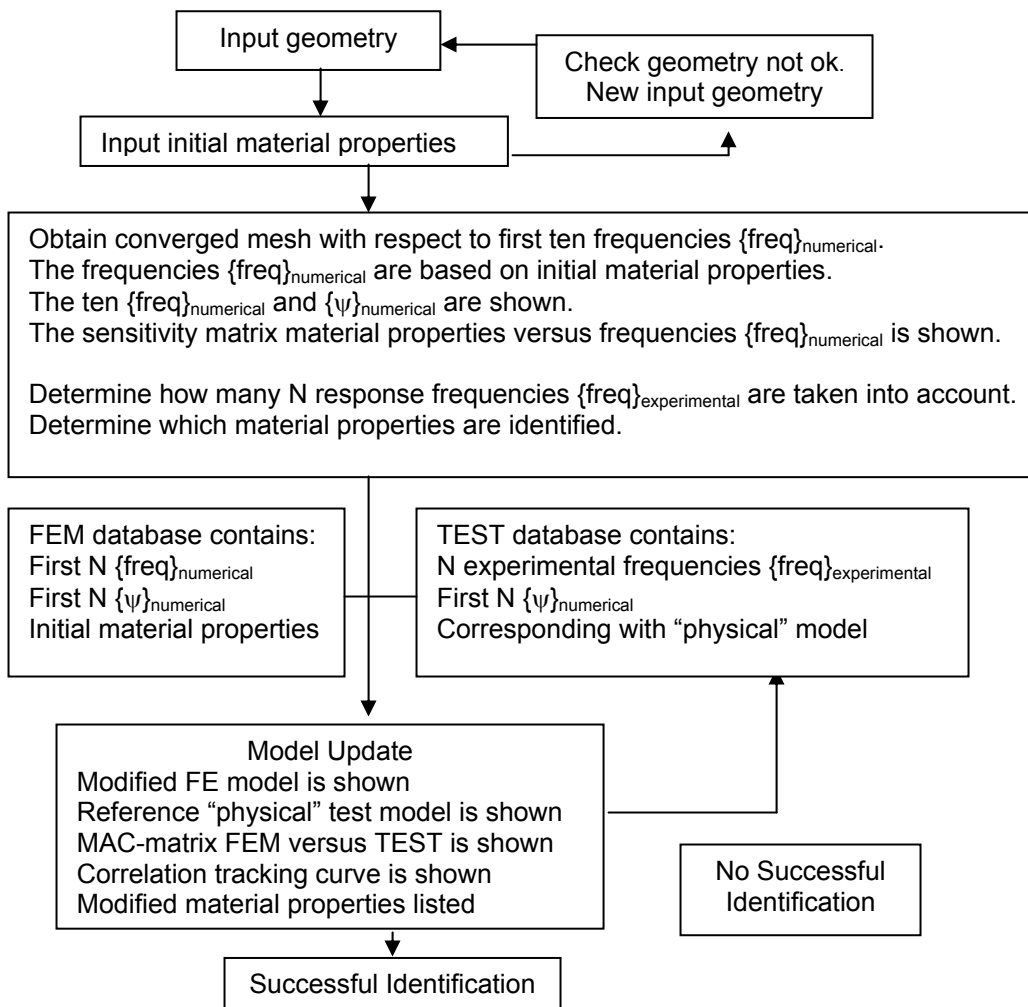 Input geometry
Check geometry not ok.
New input geometry
Input initial material properties
Obtain converged mesh with respect to first ten frequencies {freq}numerical.
The frequencies {freq}numerical are based on initial material properties.
The ten {freq}numerical and {ψ}numerical are shown.
The sensitivity matrix material properties versus frequencies {freq}numerical is shown.
Determine how many N response frequencies {freq}experimental are taken into account.
Determine which material properties are identified.
FEM database contains:
First N {freq}numerical
First N {ψ}numerical
Initial material properties
TEST database contains:
N experimental frequencies {freq}experimental
First N {ψ}numerical
Corresponding with “physical” model
Model Update
Modified FE model is shown
Reference “physical” test model is shown
MAC-matrix FEM versus TEST is shown
Correlation tracking curve is shown
Modified material properties listed
No Successful
Identification
Successful Identification